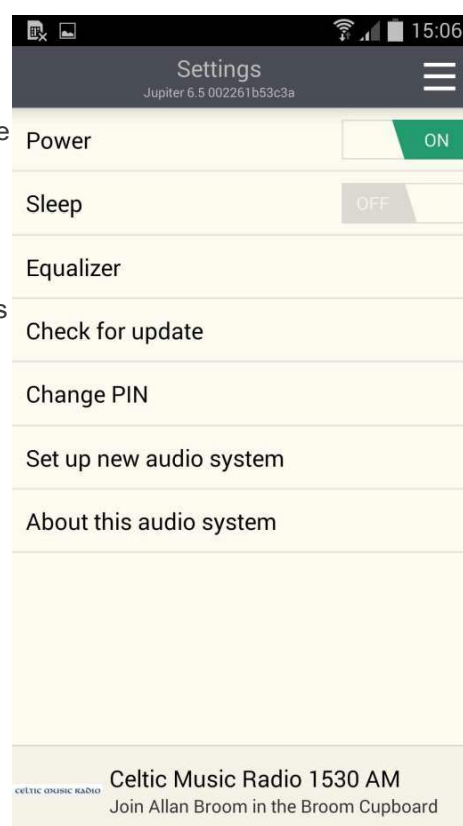 15:06
Settings
Jupiter 6.5 002261b53c3a
e
Power ON
Sleep OFF
Equalizer
s
Check for update
Change PIN
Set up new audio system
About this audio system
Celtic Music Radio 1530 AM
CELTIC MUSIC RADIO
Join Allan Broom in the Broom Cupboard